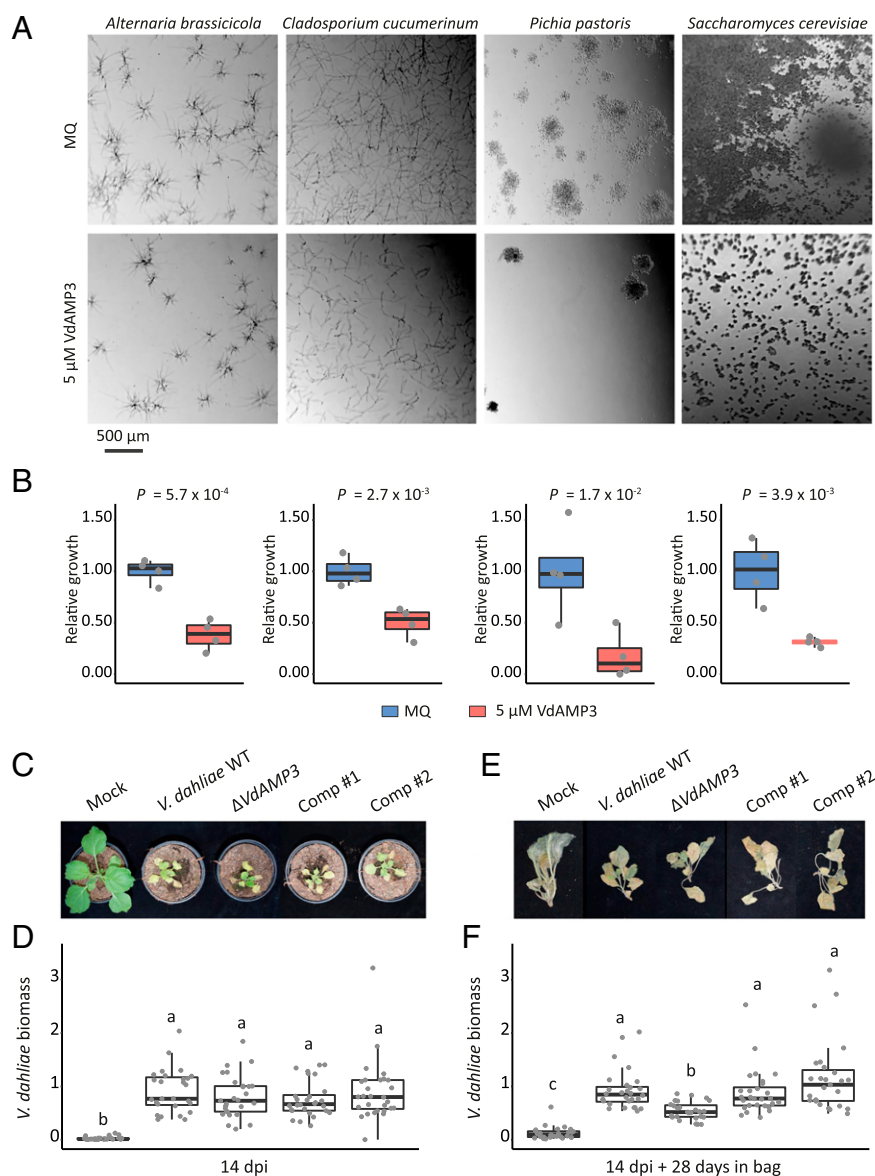 A
Alternaria brassicicola Cladosporium cucumerinum Pichia pastoris Saccharomyces cerevisiae
MQ
5 µM VdAMP3
500 µm
B
P = 5.7 x 10⁻⁴ P = 2.7 x 10⁻³ P = 1.7 x 10⁻² P = 3.9 x 10⁻³
Relative growth
1.50
1.00
0.50
0.00
Relative growth
1.50
1.00
0.50
0.00
Relative growth
1.50
1.00
0.50
0.00
Relative growth
1.50
1.00
0.50
0.00
MQ 5 µM VdAMP3
C
Mock V. dahliae WT ΔVdAMP3 Comp #1 Comp #2
D
V. dahliae biomass
3
2
1
0
b a a a a
14 dpi
E
Mock V. dahliae WT ΔVdAMP3 Comp #1 Comp #2
F
V. dahliae biomass
3
2
1
0
c a b a a
14 dpi + 28 days in bag